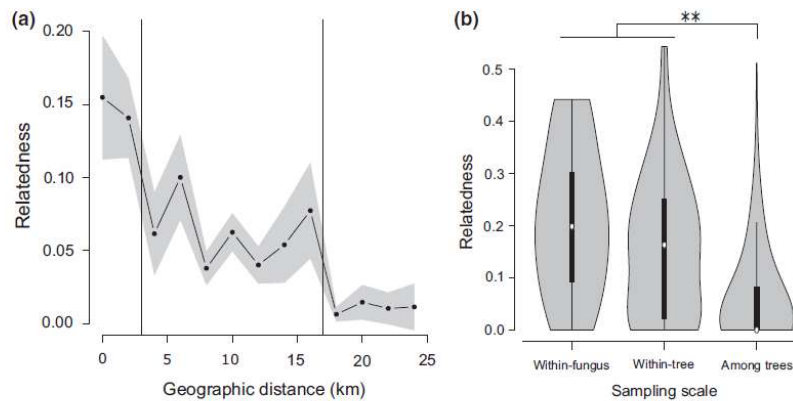 (a)
0.20
0.15
0.10
0.05
0.00
Relatedness
0 5 10 15 20 25
Geographic distance (km)
(b)
**
0.5
0.4
0.3
0.2
0.1
0.0
Relatedness
Within-fungus Within-tree Among trees
Sampling scale